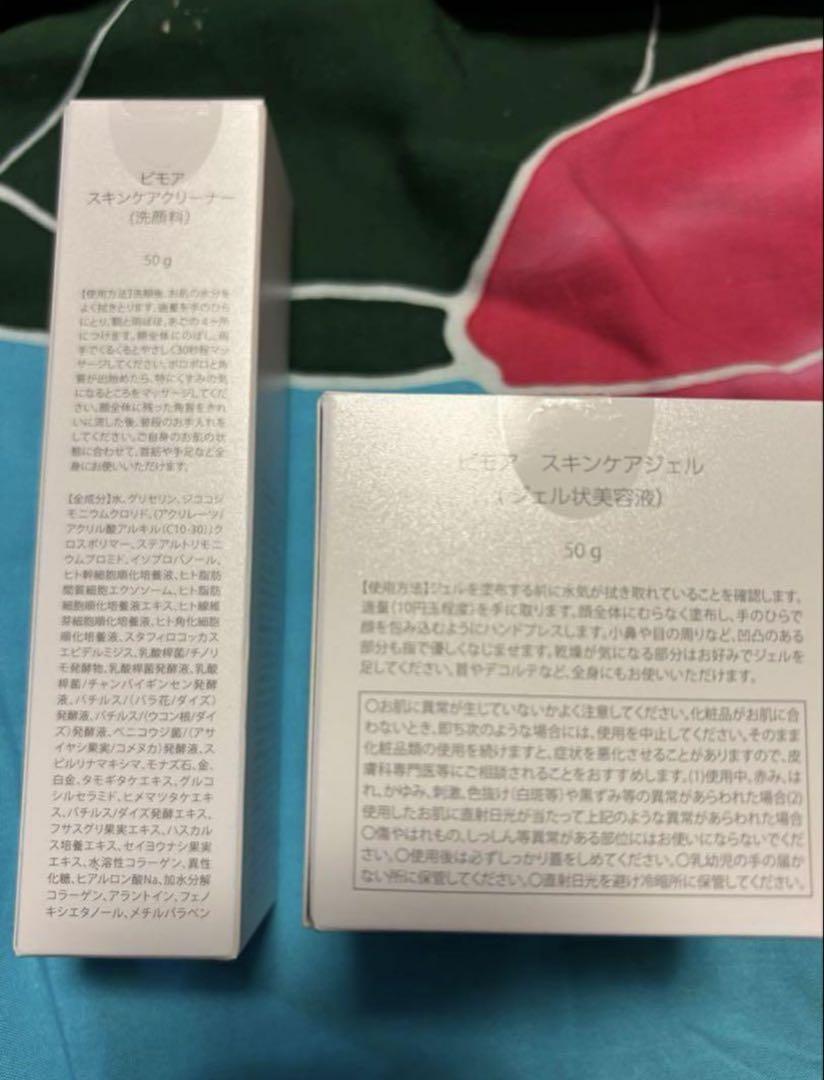 ビモア
スキンケアクリーナー
(洗顔料)
50g
【使用方法】洗顔後、お肌の水分を
よく拭きとります。適量を手のひら
にとり、額と両ほほ、あごの4ヶ所
につけます。顔全体にのばし、両
手でくるくるとやさしく30秒程マッ
サージしてください。ポロポロと角
質が出始めたら、特にくすみの気
になるところをマッサージしてくだ
さい。顔全体に残った角質をきれ
いに流した後、普段のお手入れを
してください。ご自身のお肌の状
態に合わせて、首筋や手足など全
身にお使いいただけます。
【全成分】水、グリセリン、ジココジ
モニウムクロリド、(アクリレーツ/
アクリル酸アルキル(C10-30))ク
ロスポリマー、ステアルトリモニ
ウムブロミド、イソプロパノール、
ヒト幹細胞順化培養液、ヒト脂肪
間質細胞エクソソーム、ヒト脂肪
細胞順化培養液エキス、ヒト線維
芽細胞順化培養液、ヒト角化細胞
順化培養液、スタフィロコッカス
エピデルミジス、乳酸桿菌/チノリ
モ発酵物、乳酸桿菌発酵液、乳酸
桿菌/チャンバイギンセン発酵
液、バチルス/(バラ花/ダイズ)
発酵液、バチルス/(ウコン根/ダイ
ズ)発酵液、ベニコウジ菌/(アサ
イヤシ果実/コメヌカ)発酵液、ス
ピルリナマキシマ、モナズ石、金、
白金、タモギタケエキス、グルコ
シルセラミド、ヒメマツタケエキ
ス、バチルス/ダイズ発酵エキス、
フサスグリ果実エキス、ハスカル
ス培養エキス、セイヨウナシ果実
エキス、水溶性コラーゲン、異性
化糖、ヒアルロン酸Na、加水分解
コラーゲン、アラントイン、フェノ
キシエタノール、メチルパラベン
ビモア スキンケアジェル
(ジェル状美容液)
50g
【使用方法】ジェルを塗布する前に水気が拭き取れていることを確認します。
適量(10円玉程度)を手に取ります。顔全体にむらなく塗布し、手のひらで
顔を包み込むようにハンドプレスします。小鼻や目の周りなど、凹凸のある
部分も指で優しくなじませます。乾燥が気になる部分はお好みでジェルを
足してください。首やデコルテなど、全身にもお使いいただけます。
〇お肌に異常が生じていないかよく注意してください。化粧品がお肌に合
わないとき、即ち次のような場合には、使用を中止してください。そのまま
化粧品類の使用を続けますと、症状を悪化させることがありますので、皮
膚科専門医等にご相談されることをおすすめします。(1)使用中、赤み、は
れ、かゆみ、刺激、色抜け(白斑等)や黒ずみ等の異常があらわれた場合(2)
使用したお肌に直射日光が当たって上記のような異常があらわれた場合
〇傷やはれもの、しっしん等異常がある部位にはお使いにならないでくだ
さい。〇使用後は必ずしっかり蓋をしめてください。〇乳幼児の手の届か
ない所に保管してください。〇直射日光を避け冷暗所に保管してください。